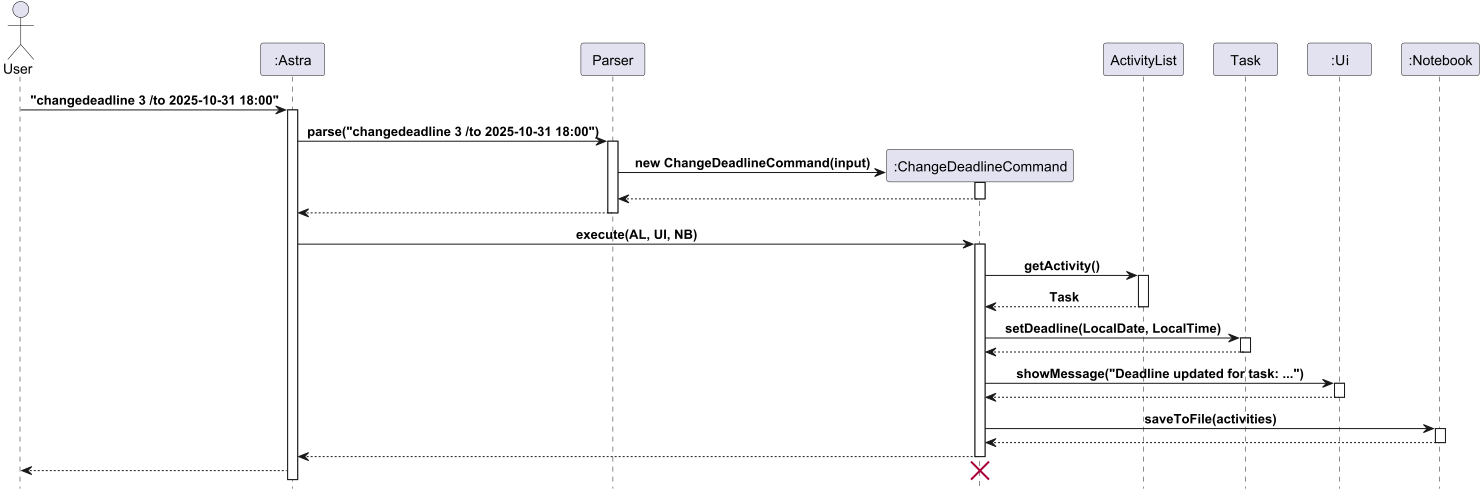 User
:Astra
Parser
ActivityList
Task
:Ui
:Notebook
"changedeadline 3 /to 2025-10-31 18:00"
parse("changedeadline 3 /to 2025-10-31 18:00")
new ChangeDeadlineCommand(input)
:ChangeDeadlineCommand
execute(AL, UI, NB)
getActivity()
Task
setDeadline(LocalDate, LocalTime)
showMessage("Deadline updated for task: ...")
saveToFile(activities)